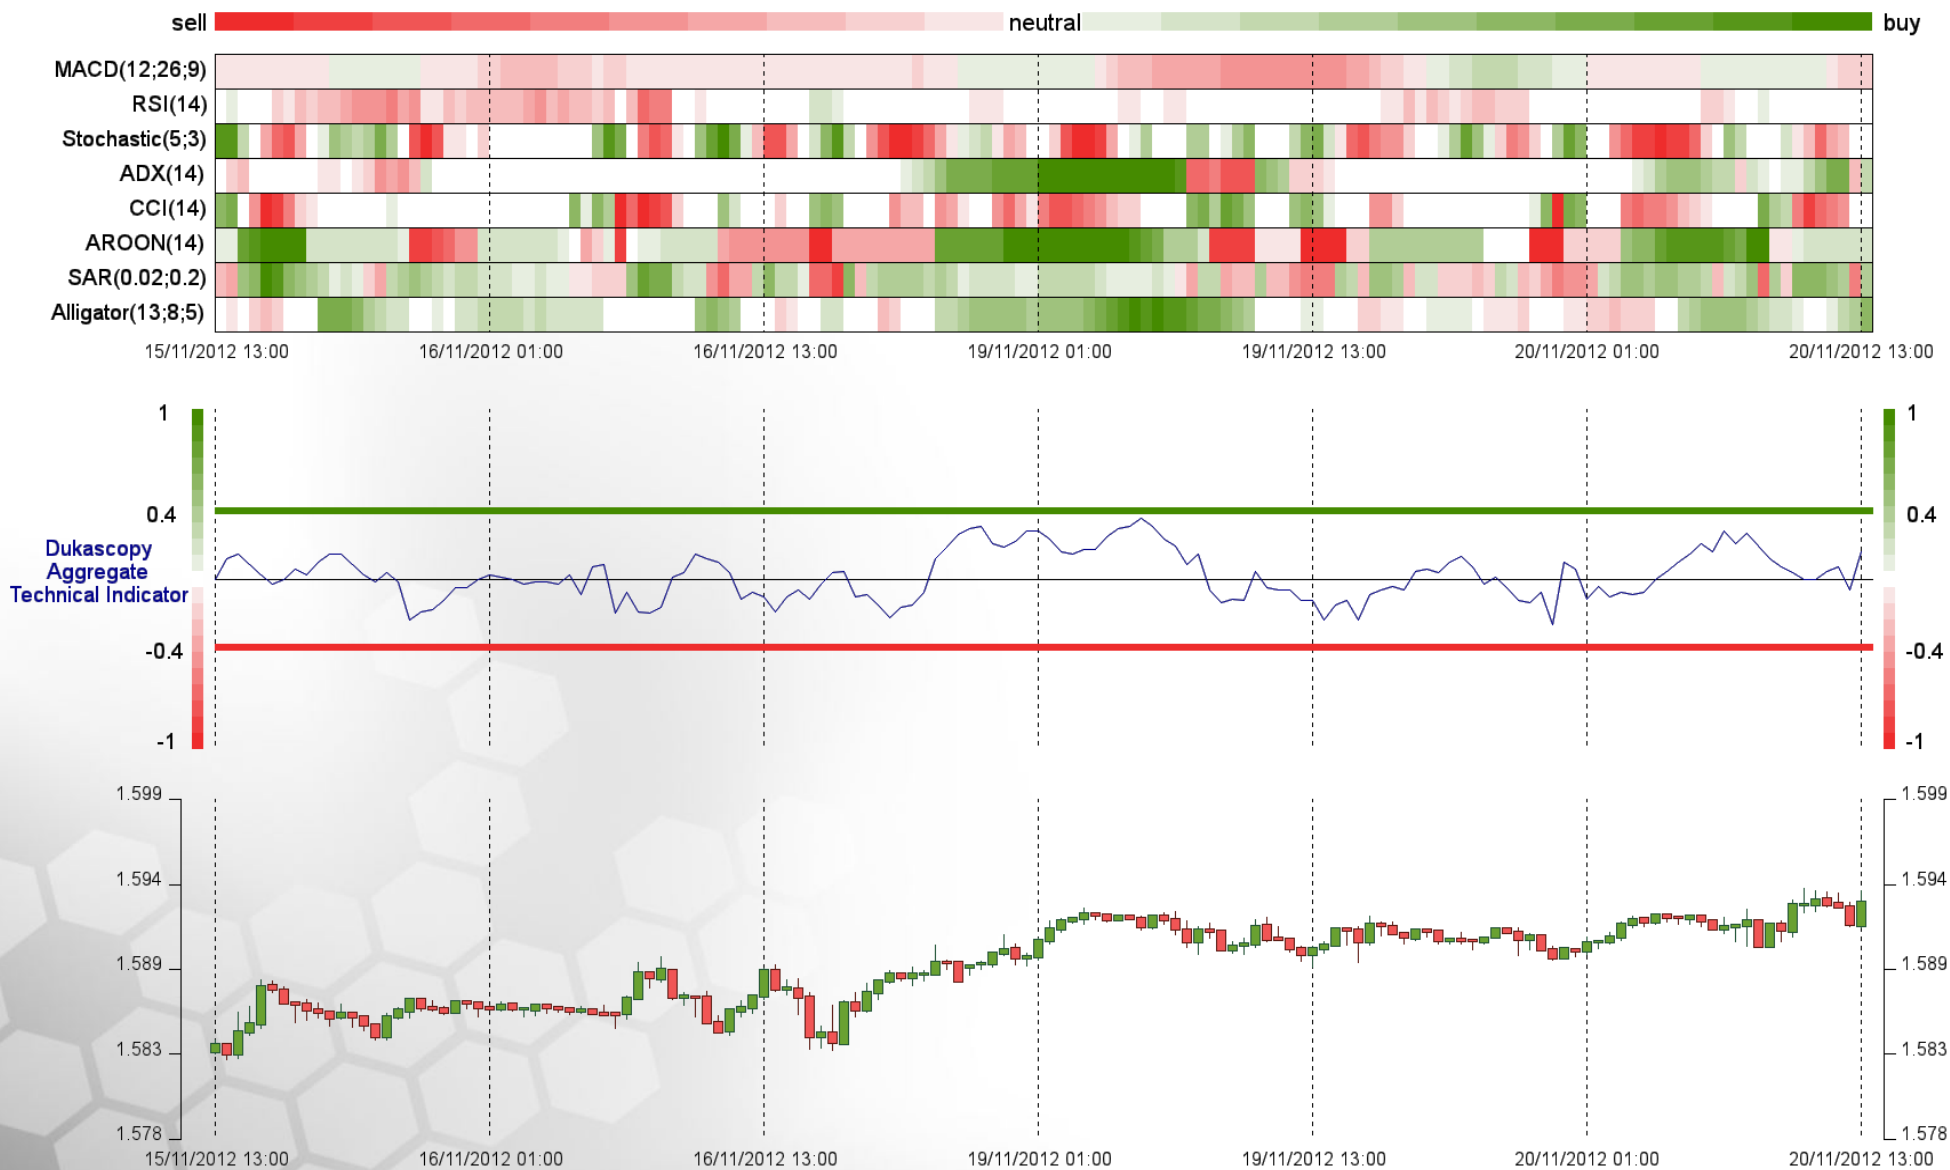 sell neutral buy
MACD(12;26;9)
RSI(14)
Stochastic(5;3)
ADX(14)
CCI(14)
AROON(14)
SAR(0.02;0.2)
Alligator(13;8;5)
15/11/2012 13:00 16/11/2012 01:00 16/11/2012 13:00 19/11/2012 01:00 19/11/2012 13:00 20/11/2012 01:00 20/11/2012 13:00
1 1
0.4 0.4
Dukascopy
Aggregate
Technical Indicator
-0.4 -0.4
-1 -1
1.599 1.599
1.594 1.594
1.589 1.589
1.583 1.583
1.578 1.578
15/11/2012 13:00 16/11/2012 01:00 16/11/2012 13:00 19/11/2012 01:00 19/11/2012 13:00 20/11/2012 01:00 20/11/2012 13:00